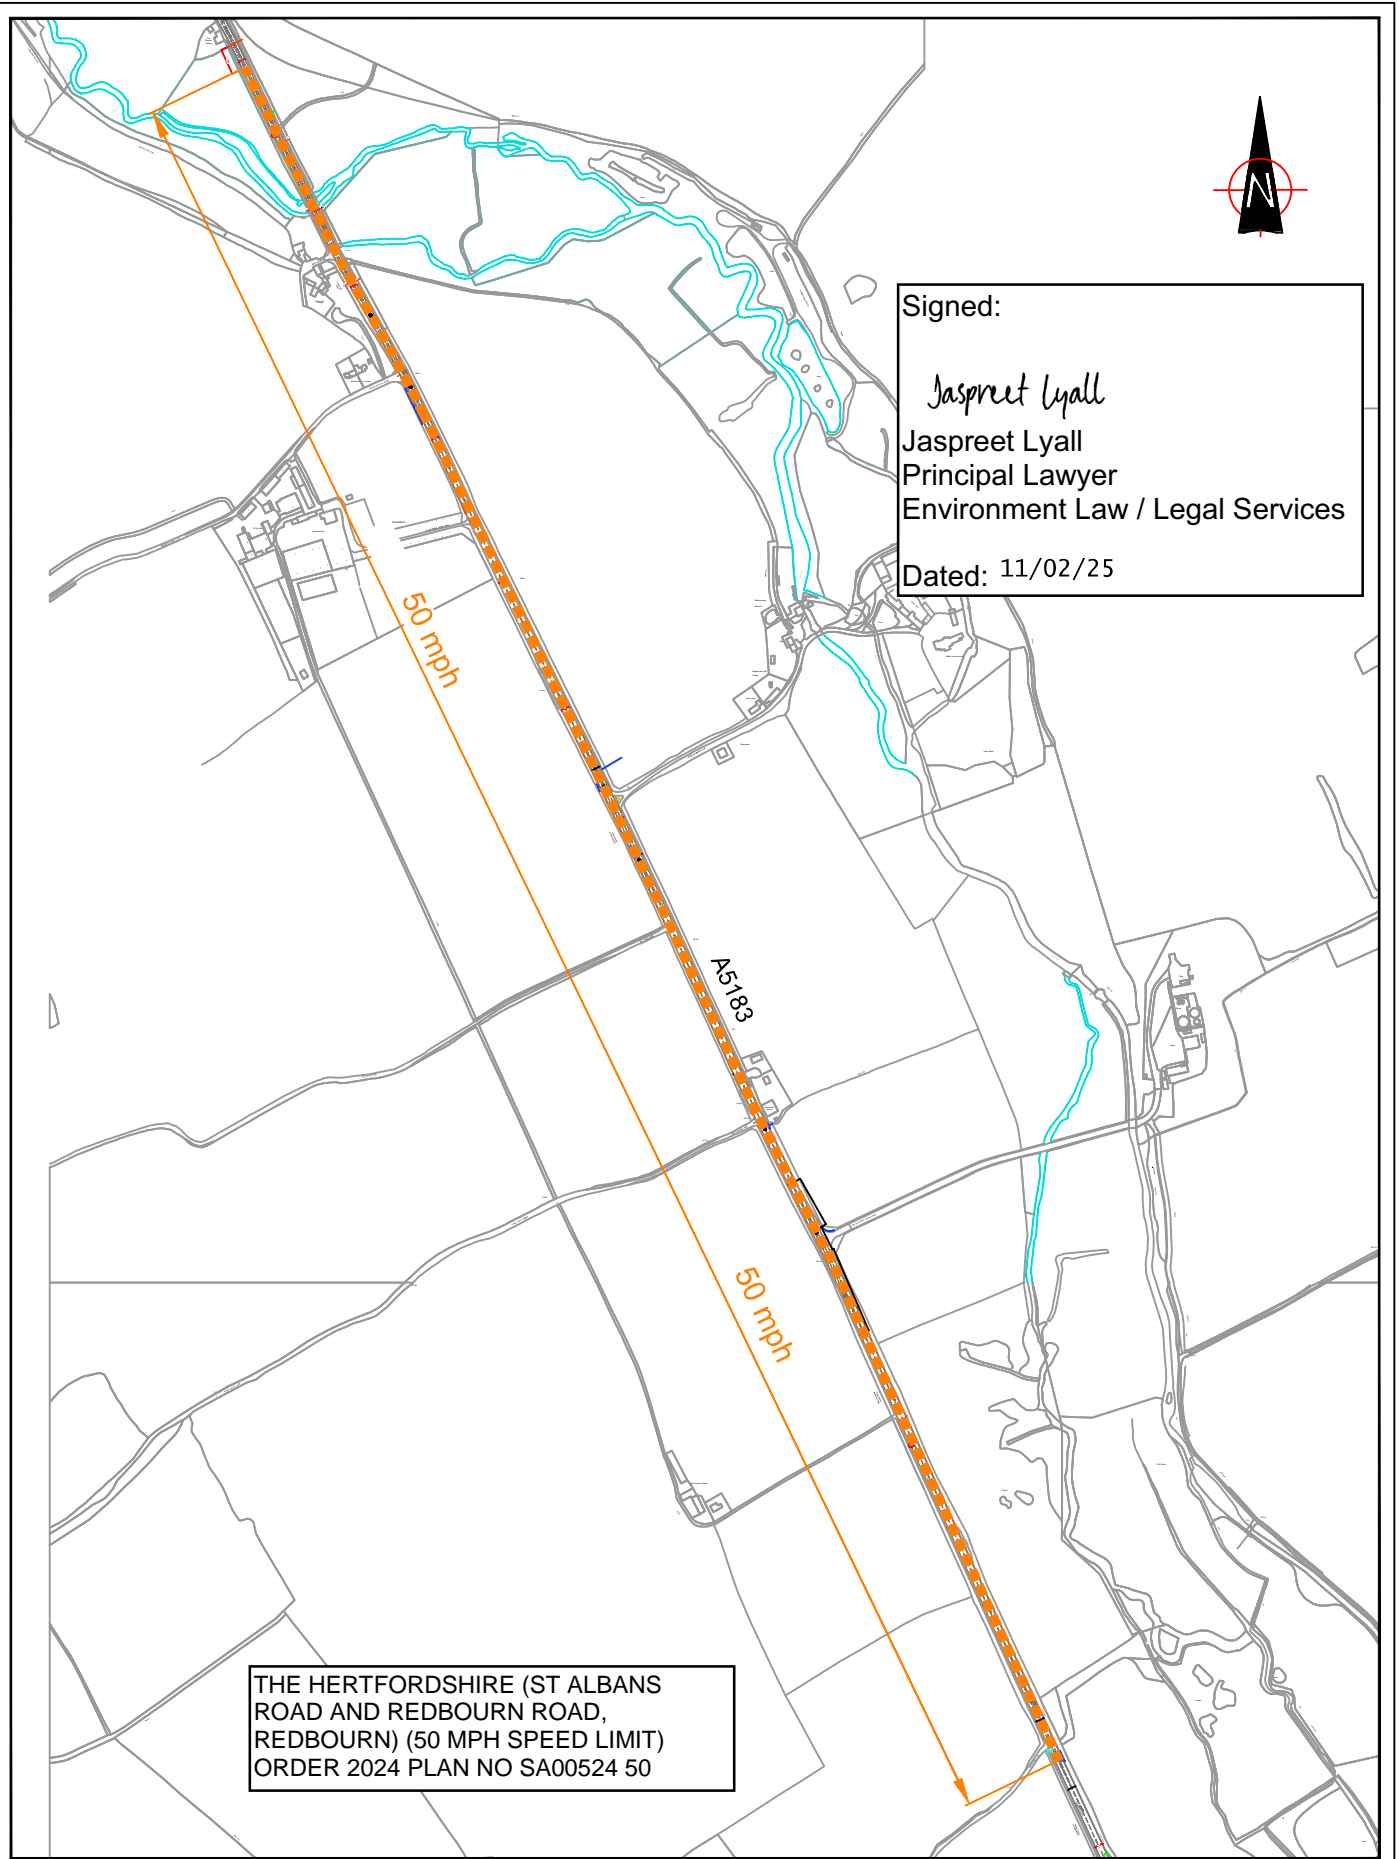 N
Signed:
Jaspreet Lyall
Jaspreet Lyall
Principal Lawyer
Environment Law / Legal Services
Dated: 11/02/25
50 mph
A5183
50 mph
THE HERTFORDSHIRE (ST ALBANS
ROAD AND REDBOURN ROAD,
REDBOURN) (50 MPH SPEED LIMIT)
ORDER 2024 PLAN NO SA00524 50